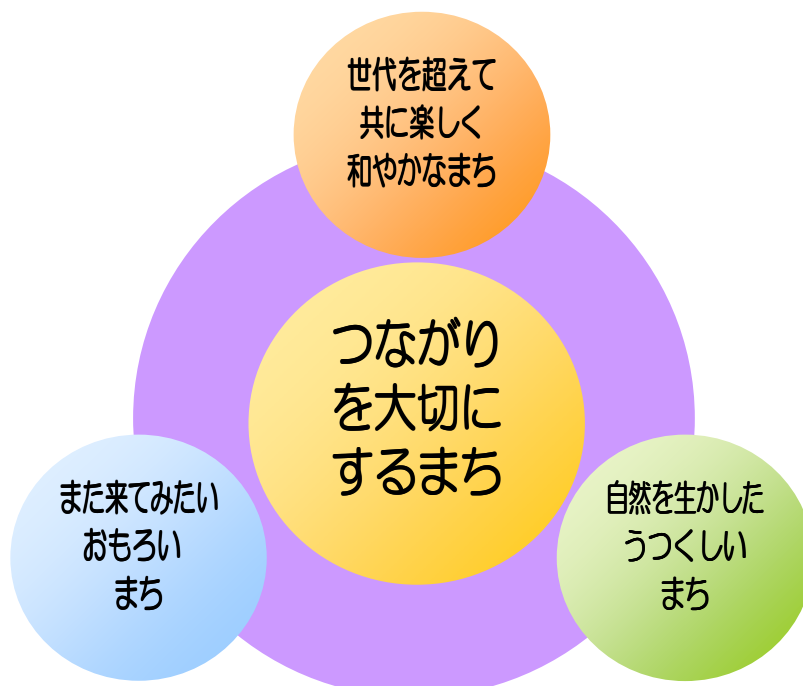 世代を超えて
共に楽しく
和やかなまち
つながり
を大切に
するまち
また来てみたい
おもろい
まち
自然を生かした
うつくしい
まち